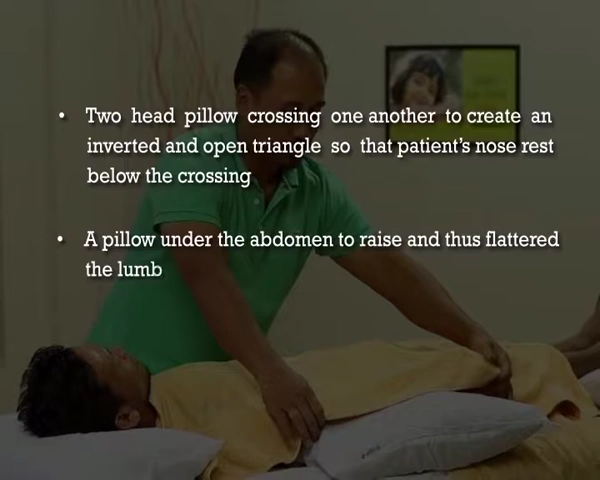 • Two head pillow crossing one another to create an
inverted and open triangle so that patient's nose rest
below the crossing
• A pillow under the abdomen to raise and thus flattered
the lumb